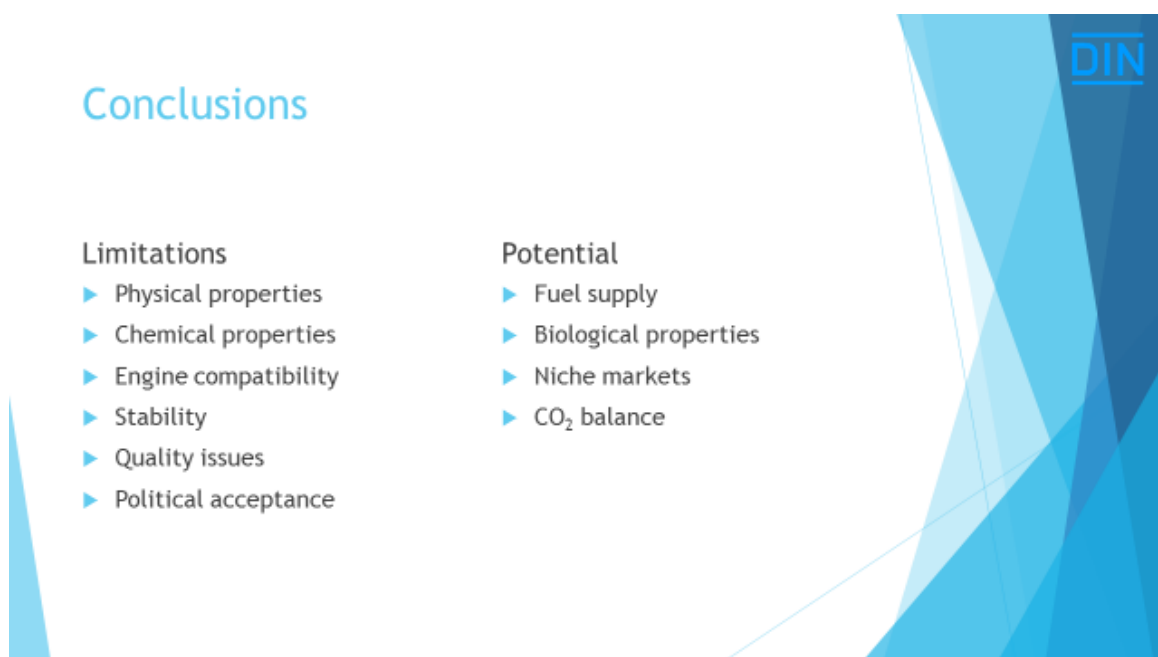 DIN
Conclusions
Limitations
Physical properties
Chemical properties
Engine compatibility
Stability
Quality issues
Political acceptance
Potential
Fuel supply
Biological properties
Niche markets
CO₂ balance